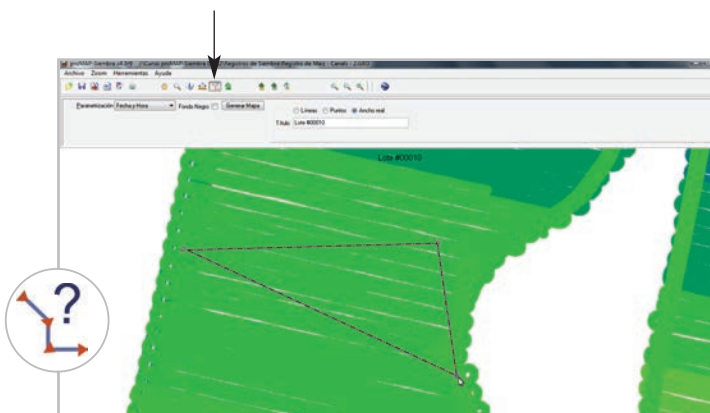 Archivo Zoom Herramientas Ayuda
Parametrización Fecha y Hora Fondo Negro Generar Mapa
Líneas Puntos Ancho real
Título Lote #00010
Lote #00010
?